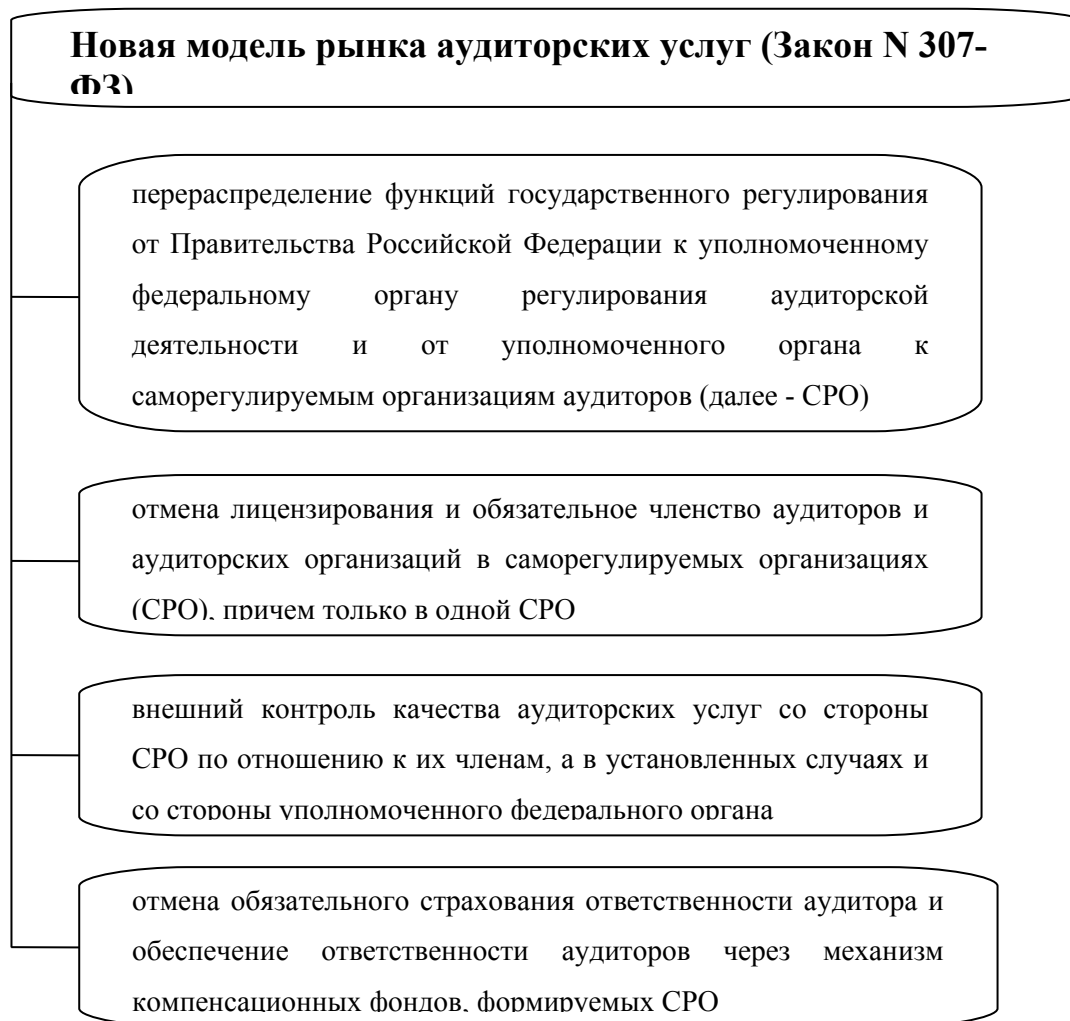 Новая модель рынка аудиторских услуг (Закон N 307-
ФЗ)
перераспределение функций государственного регулирования
от Правительства Российской Федерации к уполномоченному
федеральному органу регулирования аудиторской
деятельности и от уполномоченного органа к
саморегулируемым организациям аудиторов (далее - СРО)
отмена лицензирования и обязательное членство аудиторов и
аудиторских организаций в саморегулируемых организациях
(СРО), причем только в одной СРО
внешний контроль качества аудиторских услуг со стороны
СРО по отношению к их членам, а в установленных случаях и
со стороны уполномоченного федерального органа
отмена обязательного страхования ответственности аудитора и
обеспечение ответственности аудиторов через механизм
компенсационных фондов, формируемых СРО